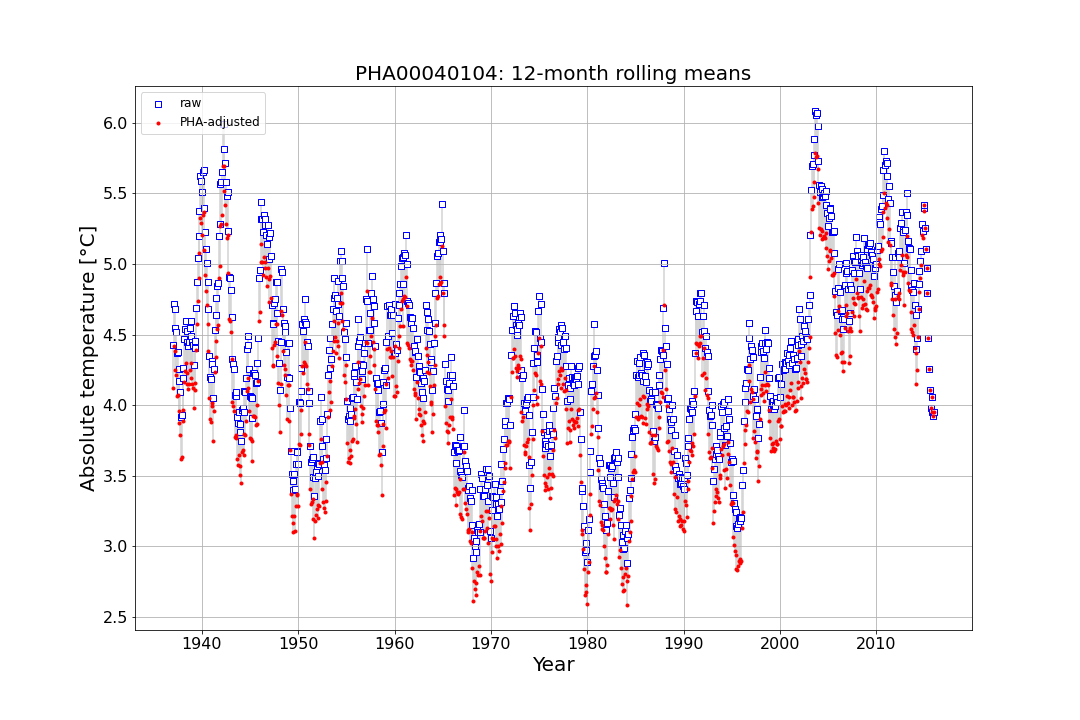 PHA00040104: 12-month rolling means
raw
PHA-adjusted
Absolute temperature [°C]
6.0
5.5
5.0
4.5
4.0
3.5
3.0
2.5
1940 1950 1960 1970 1980 1990 2000 2010
Year